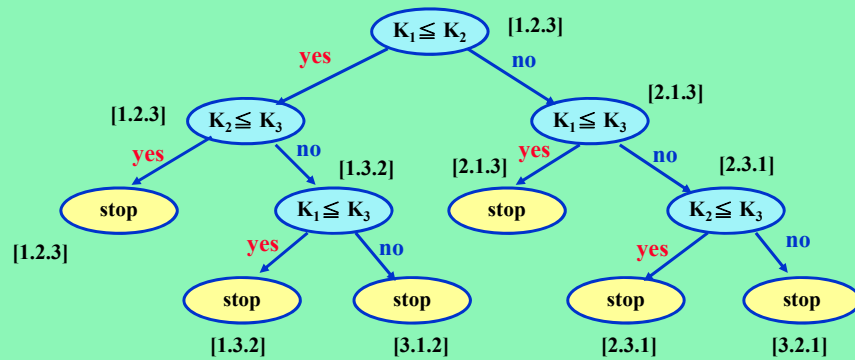 K₁≦ K₂
[1.2.3]
yes
no
[1.2.3]
K₂≦ K₃
[2.1.3]
K₁≦ K₃
yes
no
[1.3.2]
[2.1.3]
yes
no
[2.3.1]
stop
K₁≦ K₃
stop
K₂≦ K₃
[1.2.3]
yes
no
yes
no
stop
stop
stop
stop
[1.3.2]
[3.1.2]
[2.3.1]
[3.2.1]